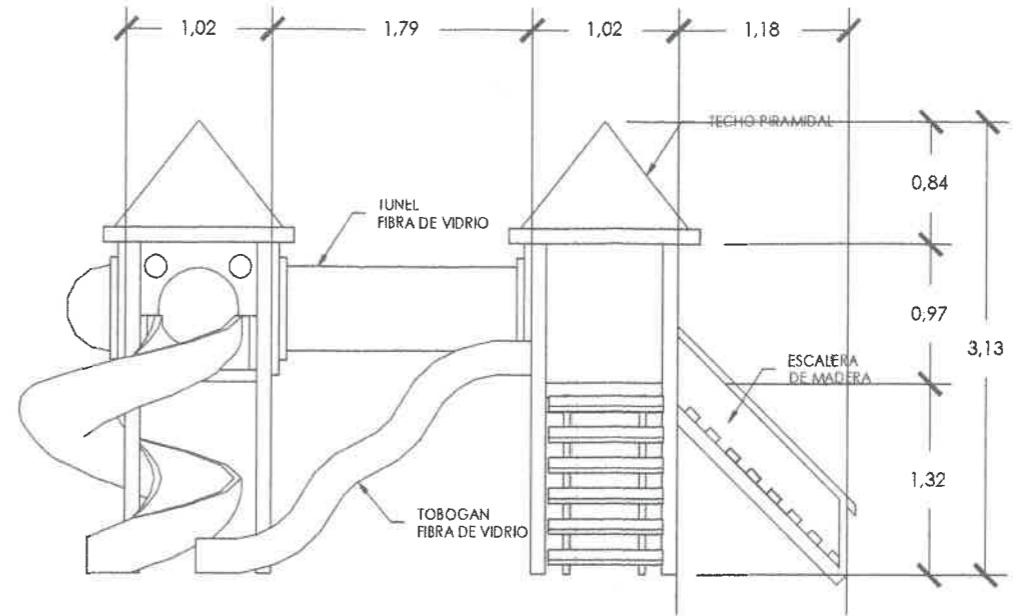 1,02
1,79
1,02
1,18
TECHO PIRAMIDAL
0,84
TUNEL
FIBRA DE VIDRIO
0,97
3,13
ESCALERA
DE MADERA
1,32
TOBOGAN
FIBRA DE VIDRIO